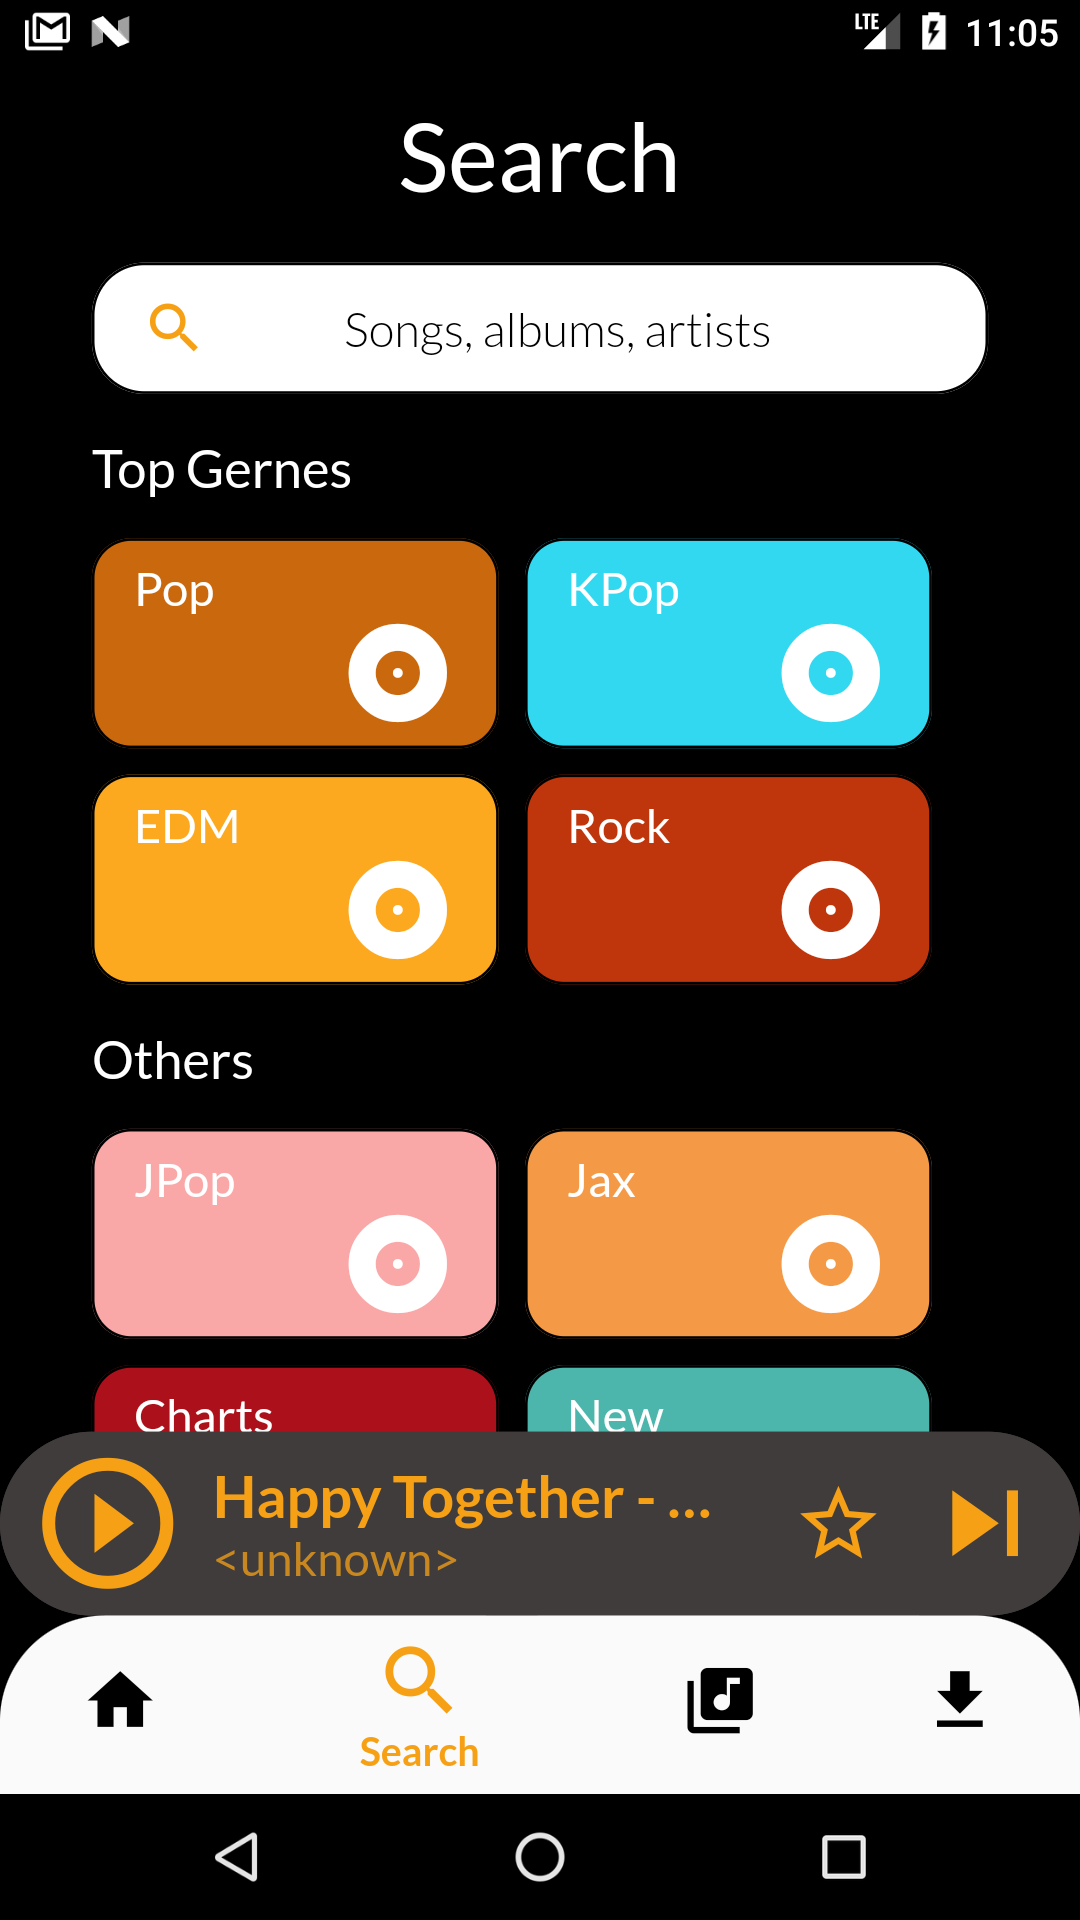 LTE 11:05
Search
Songs, albums, artists
Top Gernes
Pop
KPop
EDM
Rock
Others
JPop
Jax
Charts
New
Happy Together - ...
<unknown>
Search